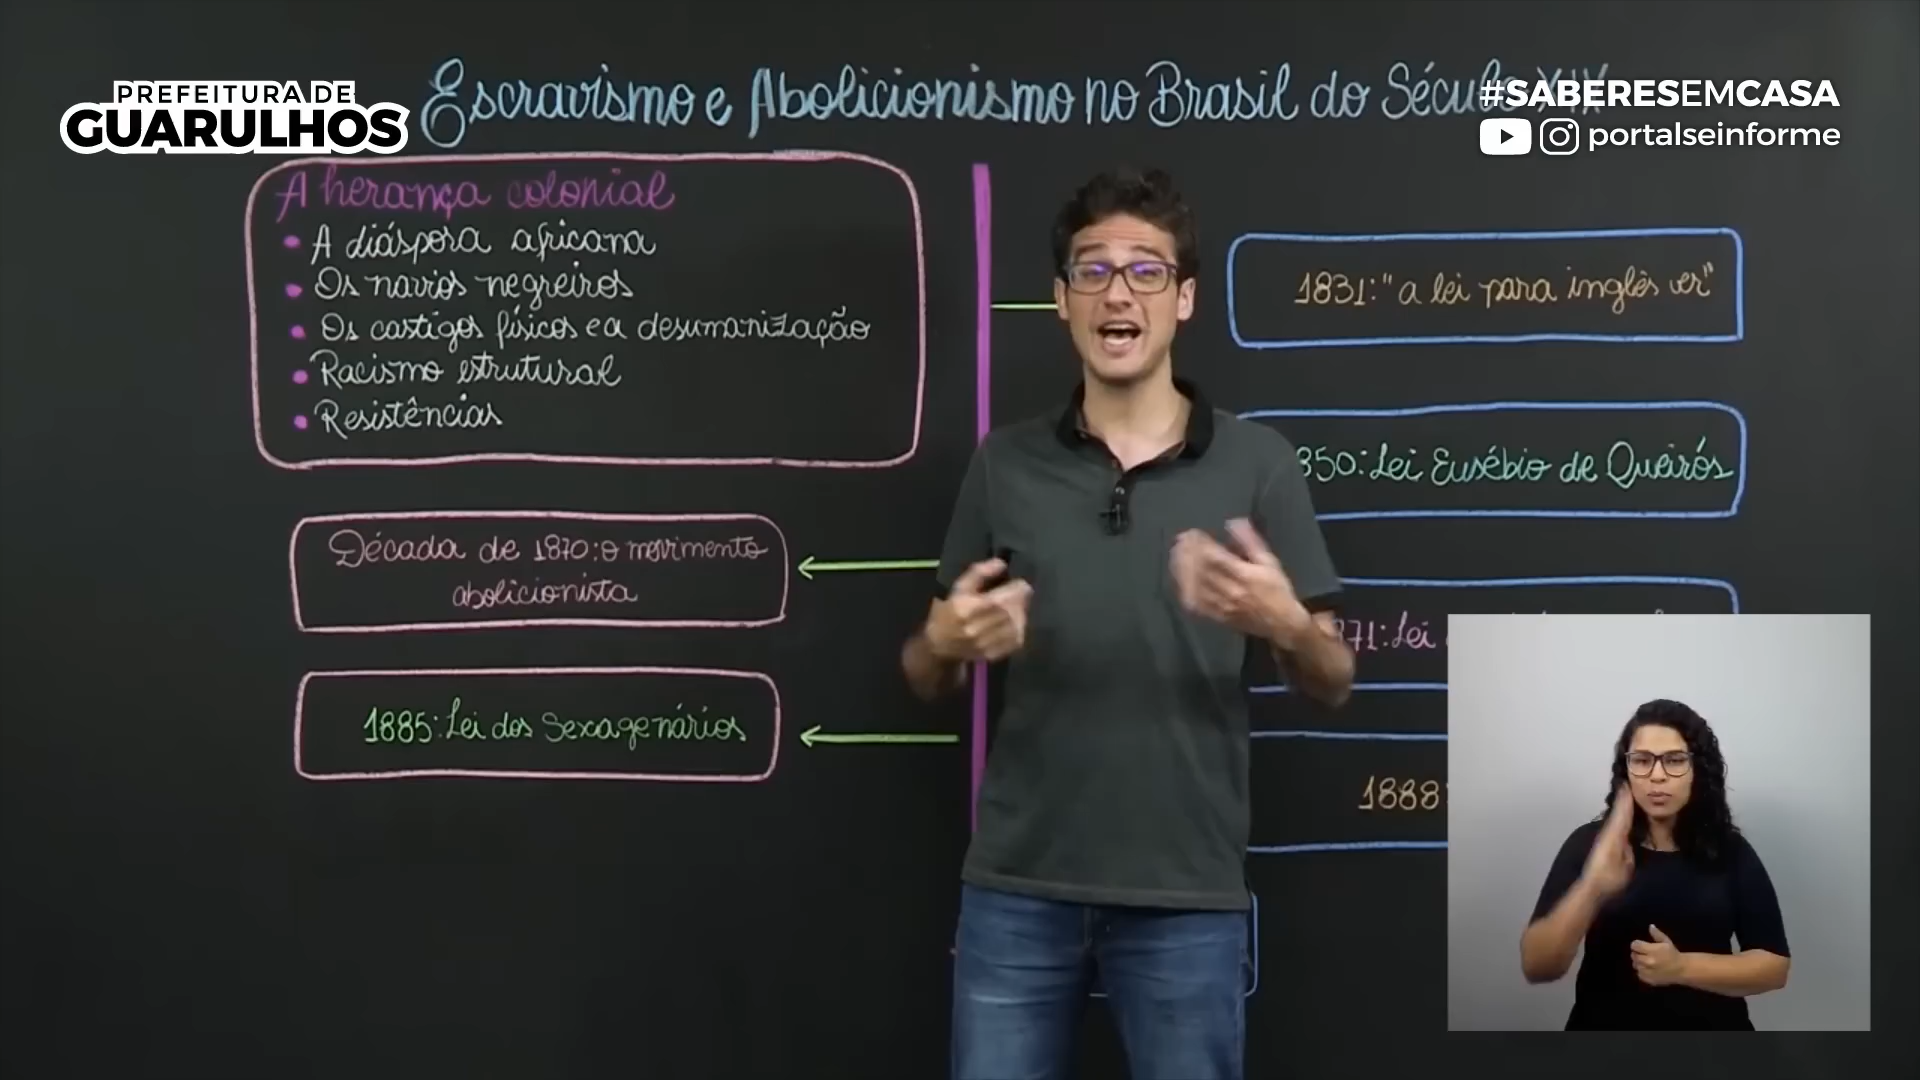 PREFEITURA DE
GUARULHOS
Escravismo e Abolicionismo no Brasil do Século XIX
#SABERESEMCASA
portalseinforme
A herança colonial
• A diáspora africana
• Os navios negreiros
• Os castigos físicos e a desumanização
• Racismo estrutural
• Resistências
Década de 1870: o movimento
abolicionista
1885: Lei dos Sexagenários
1831: "a lei para inglês ver"
850: Lei Eusébio de Queirós
871: Lei
1888: